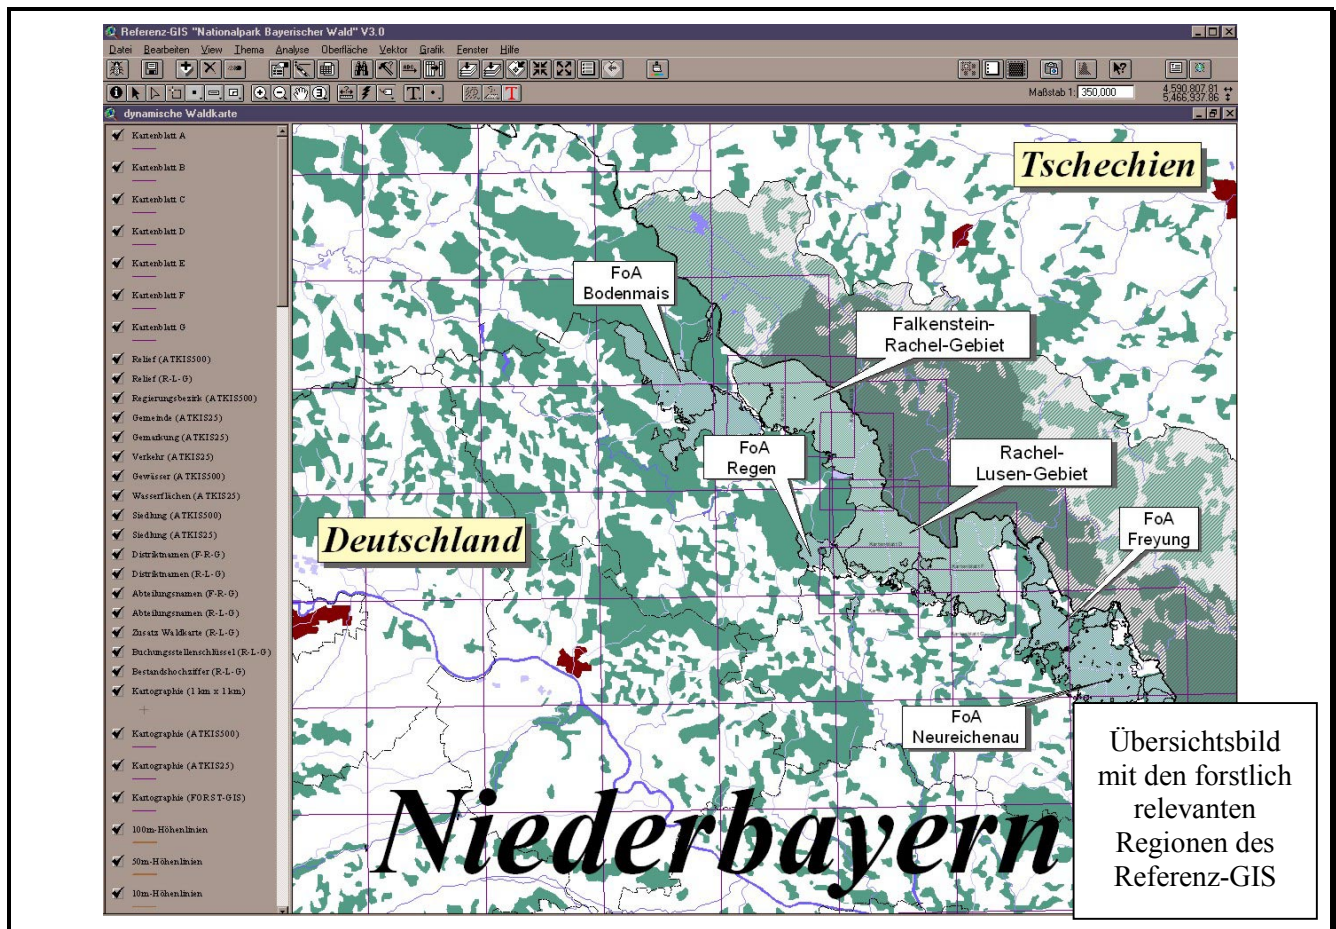 Referenz-GIS "Nationalpark Bayerischer Wald" V3.0
Datei Bearbeiten View Thema Analyse Oberfläche Vektor Grafik Fenster Hilfe
Maßstab 1: 350,000
4,590,807.81
5,466,937.86
dynamische Waldkarte
Kartenblatt A
Kartenblatt B
Kartenblatt C
Kartenblatt D
Kartenblatt E
Kartenblatt F
Kartenblatt G
Relief (ATKIS500)
Relief (R-L-G)
Regierungsbezirk (ATKIS500)
Gemeinde (ATKIS25)
Gemarkung (ATKIS25)
Verkehr (ATKIS25)
Gewässer (ATKIS500)
Wasserflächen (ATKIS25)
Siedlung (ATKIS500)
Siedlung (ATKIS25)
Distriktnamen (F-R-G)
Distriktnamen (R-L-G)
Abteilungsnamen (F-R-G)
Abteilungsnamen (R-L-G)
Zusatz Waldkarte (R-L-G)
Buchungsstellenschlüssel (R-L-G)
Bestandshochziffer (R-L-G)
Kartographie (1 km x 1 km)
Kartographie (ATKIS500)
Kartographie (ATKIS25)
Kartographie (FORST-GIS)
100m-Höhenlinien
50m-Höhenlinien
10m-Höhenlinien
Tschechien
FoA
Bodenmais
Falkenstein-
Rachel-Gebiet
FoA
Regen
Rachel-
Lusen-Gebiet
FoA
Freyung
Deutschland
FoA
Neureichenau
Niederbayern
Übersichtsbild
mit den forstlich
relevanten
Regionen des
Referenz-GIS